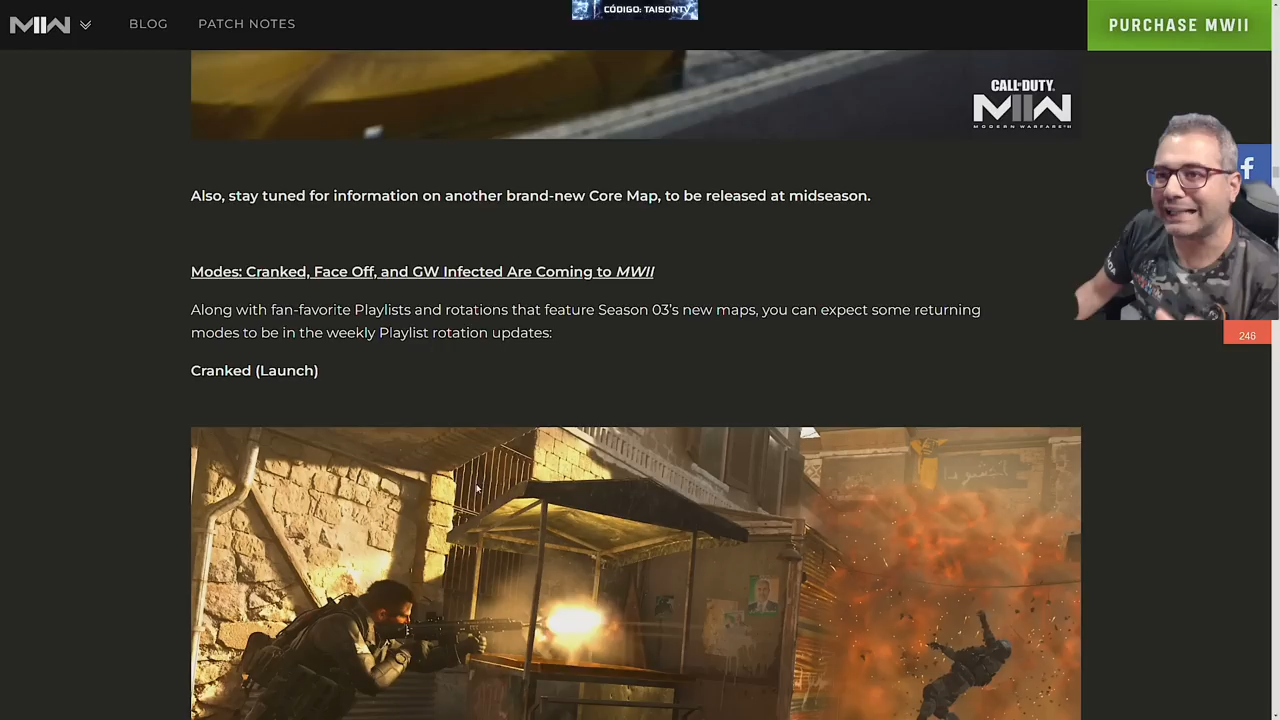 MW
BLOG
PATCH NOTES
CÓDIGO: TAISONTV
PURCHASE MWII
CALL OF DUTY
MW
MODERN WARFARE II
f
Also, stay tuned for information on another brand-new Core Map, to be released at midseason.
Modes: Cranked, Face Off, and GW Infected Are Coming to MWII
Along with fan-favorite Playlists and rotations that feature Season 03's new maps, you can expect some returning
modes to be in the weekly Playlist rotation updates:
246
Cranked (Launch)